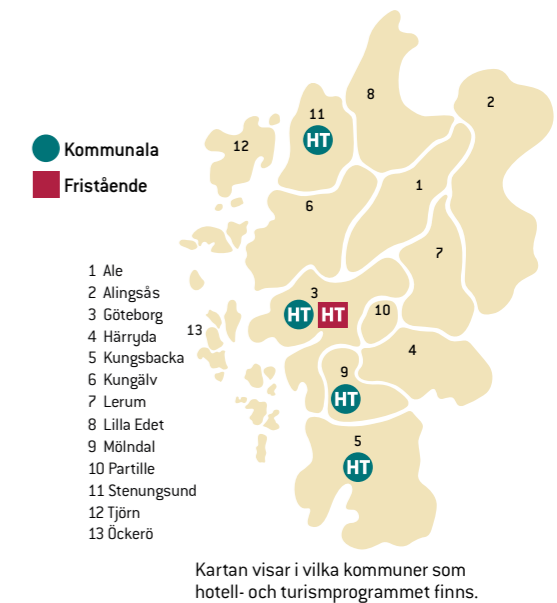 8
2
11
HT
12
Kommunala
Fristående
1
6
7
1 Ale
2 Alingsås
3 Göteborg
4 Härryda
5 Kungsbacka
6 Kungälv
7 Lerum
8 Lilla Edet
9 Mölndal
10 Partille
11 Stenungsund
12 Tjörn
13 Öckerö
3
HT HT
10
13
4
9
HT
5
HT
Kartan visar i vilka kommuner som
hotell- och turismprogrammet finns.